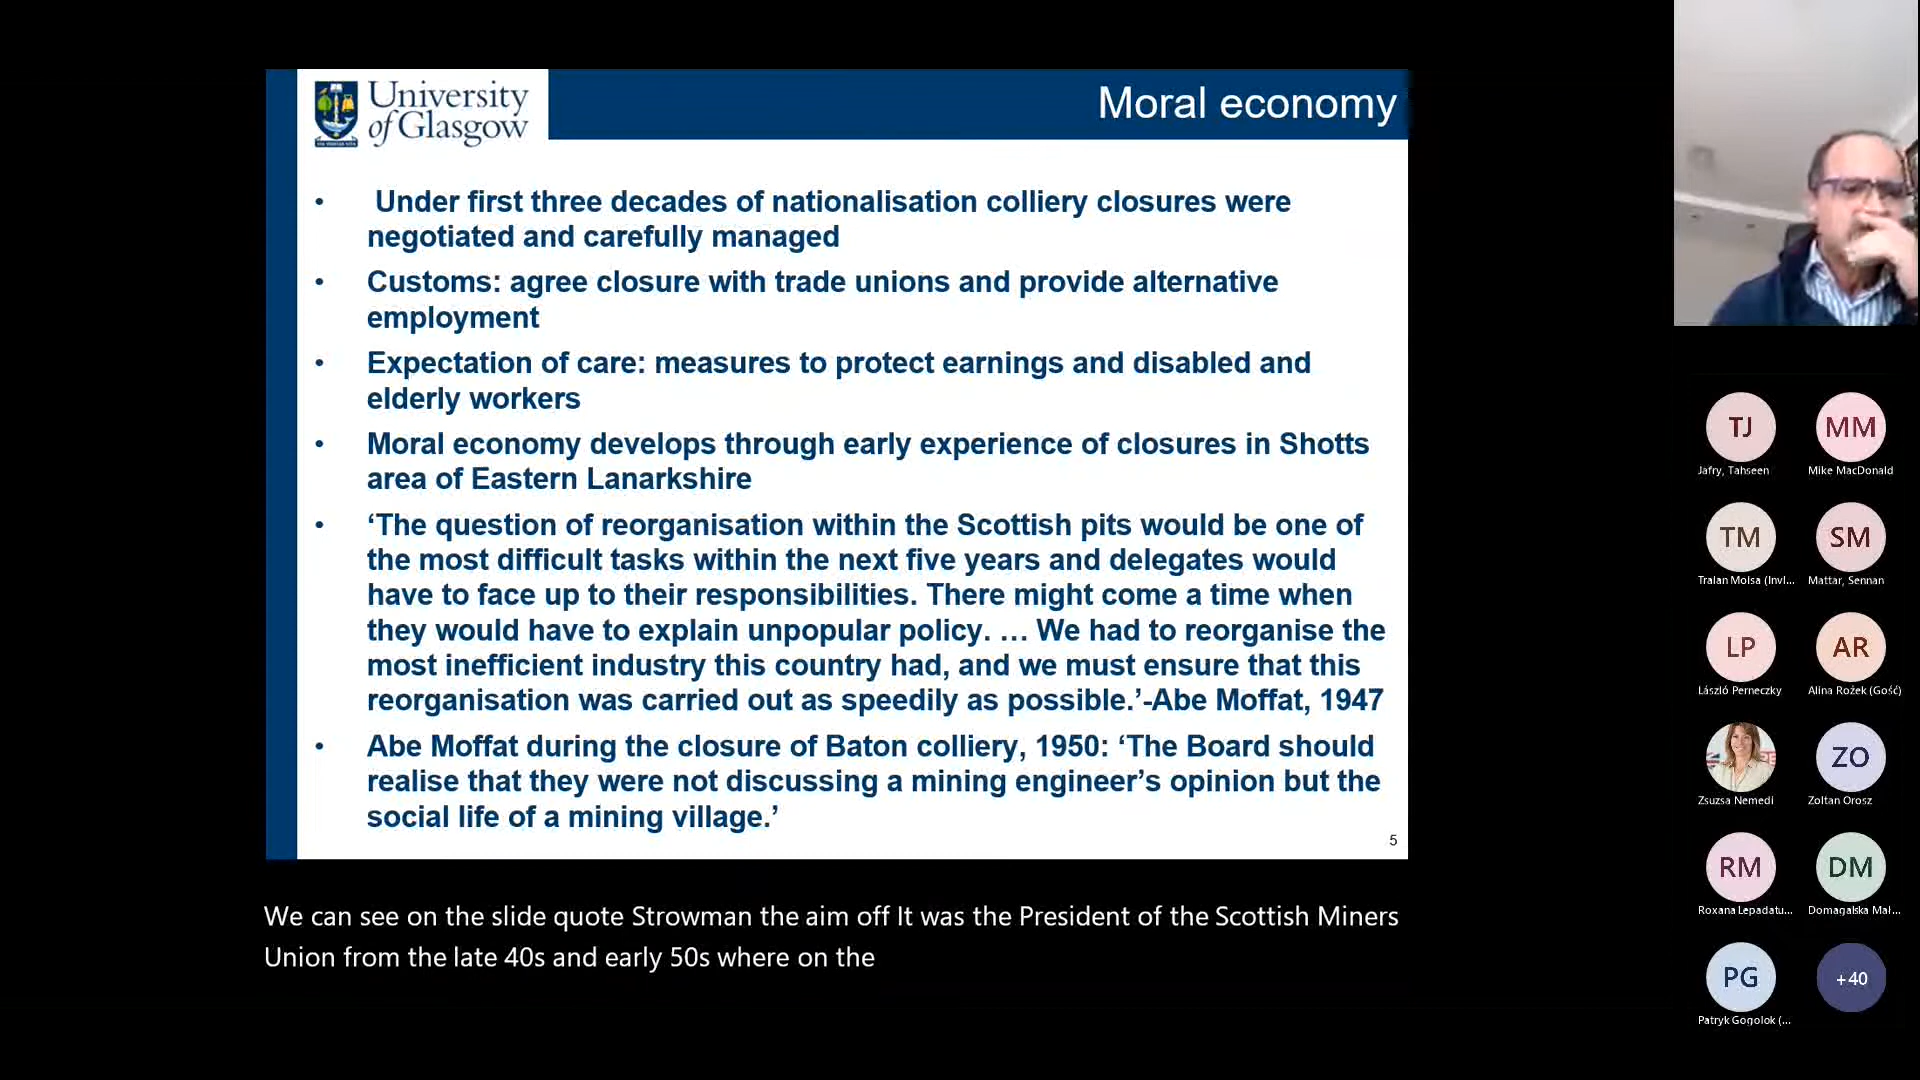 University
of Glasgow
Moral economy
• Under first three decades of nationalisation colliery closures were
negotiated and carefully managed
• Customs: agree closure with trade unions and provide alternative
employment
• Expectation of care: measures to protect earnings and disabled and
elderly workers
• Moral economy develops through early experience of closures in Shotts
area of Eastern Lanarkshire
• ‘The question of reorganisation within the Scottish pits would be one of
the most difficult tasks within the next five years and delegates would
have to face up to their responsibilities. There might come a time when
they would have to explain unpopular policy. … We had to reorganise the
most inefficient industry this country had, and we must ensure that this
reorganisation was carried out as speedily as possible.’-Abe Moffat, 1947
• Abe Moffat during the closure of Baton colliery, 1950: ‘The Board should
realise that they were not discussing a mining engineer’s opinion but the
social life of a mining village.’
5
We can see on the slide quote Strowman the aim off It was the President of the Scottish Miners
Union from the late 40s and early 50s where on the
TJ
MM
Jafry, Tahseen
Mike MacDonald
TM
SM
Traian Moisa (Invi...
Mattar, Sennan
LP
AR
László Perneczky
Alina Rożek (Gość)
Zsuzsa Nemedi
ZO
Zoltan Orosz
RM
DM
Roxana Lepadatu...
Domagalska Mał...
PG
+40
Patryk Gogolok (...